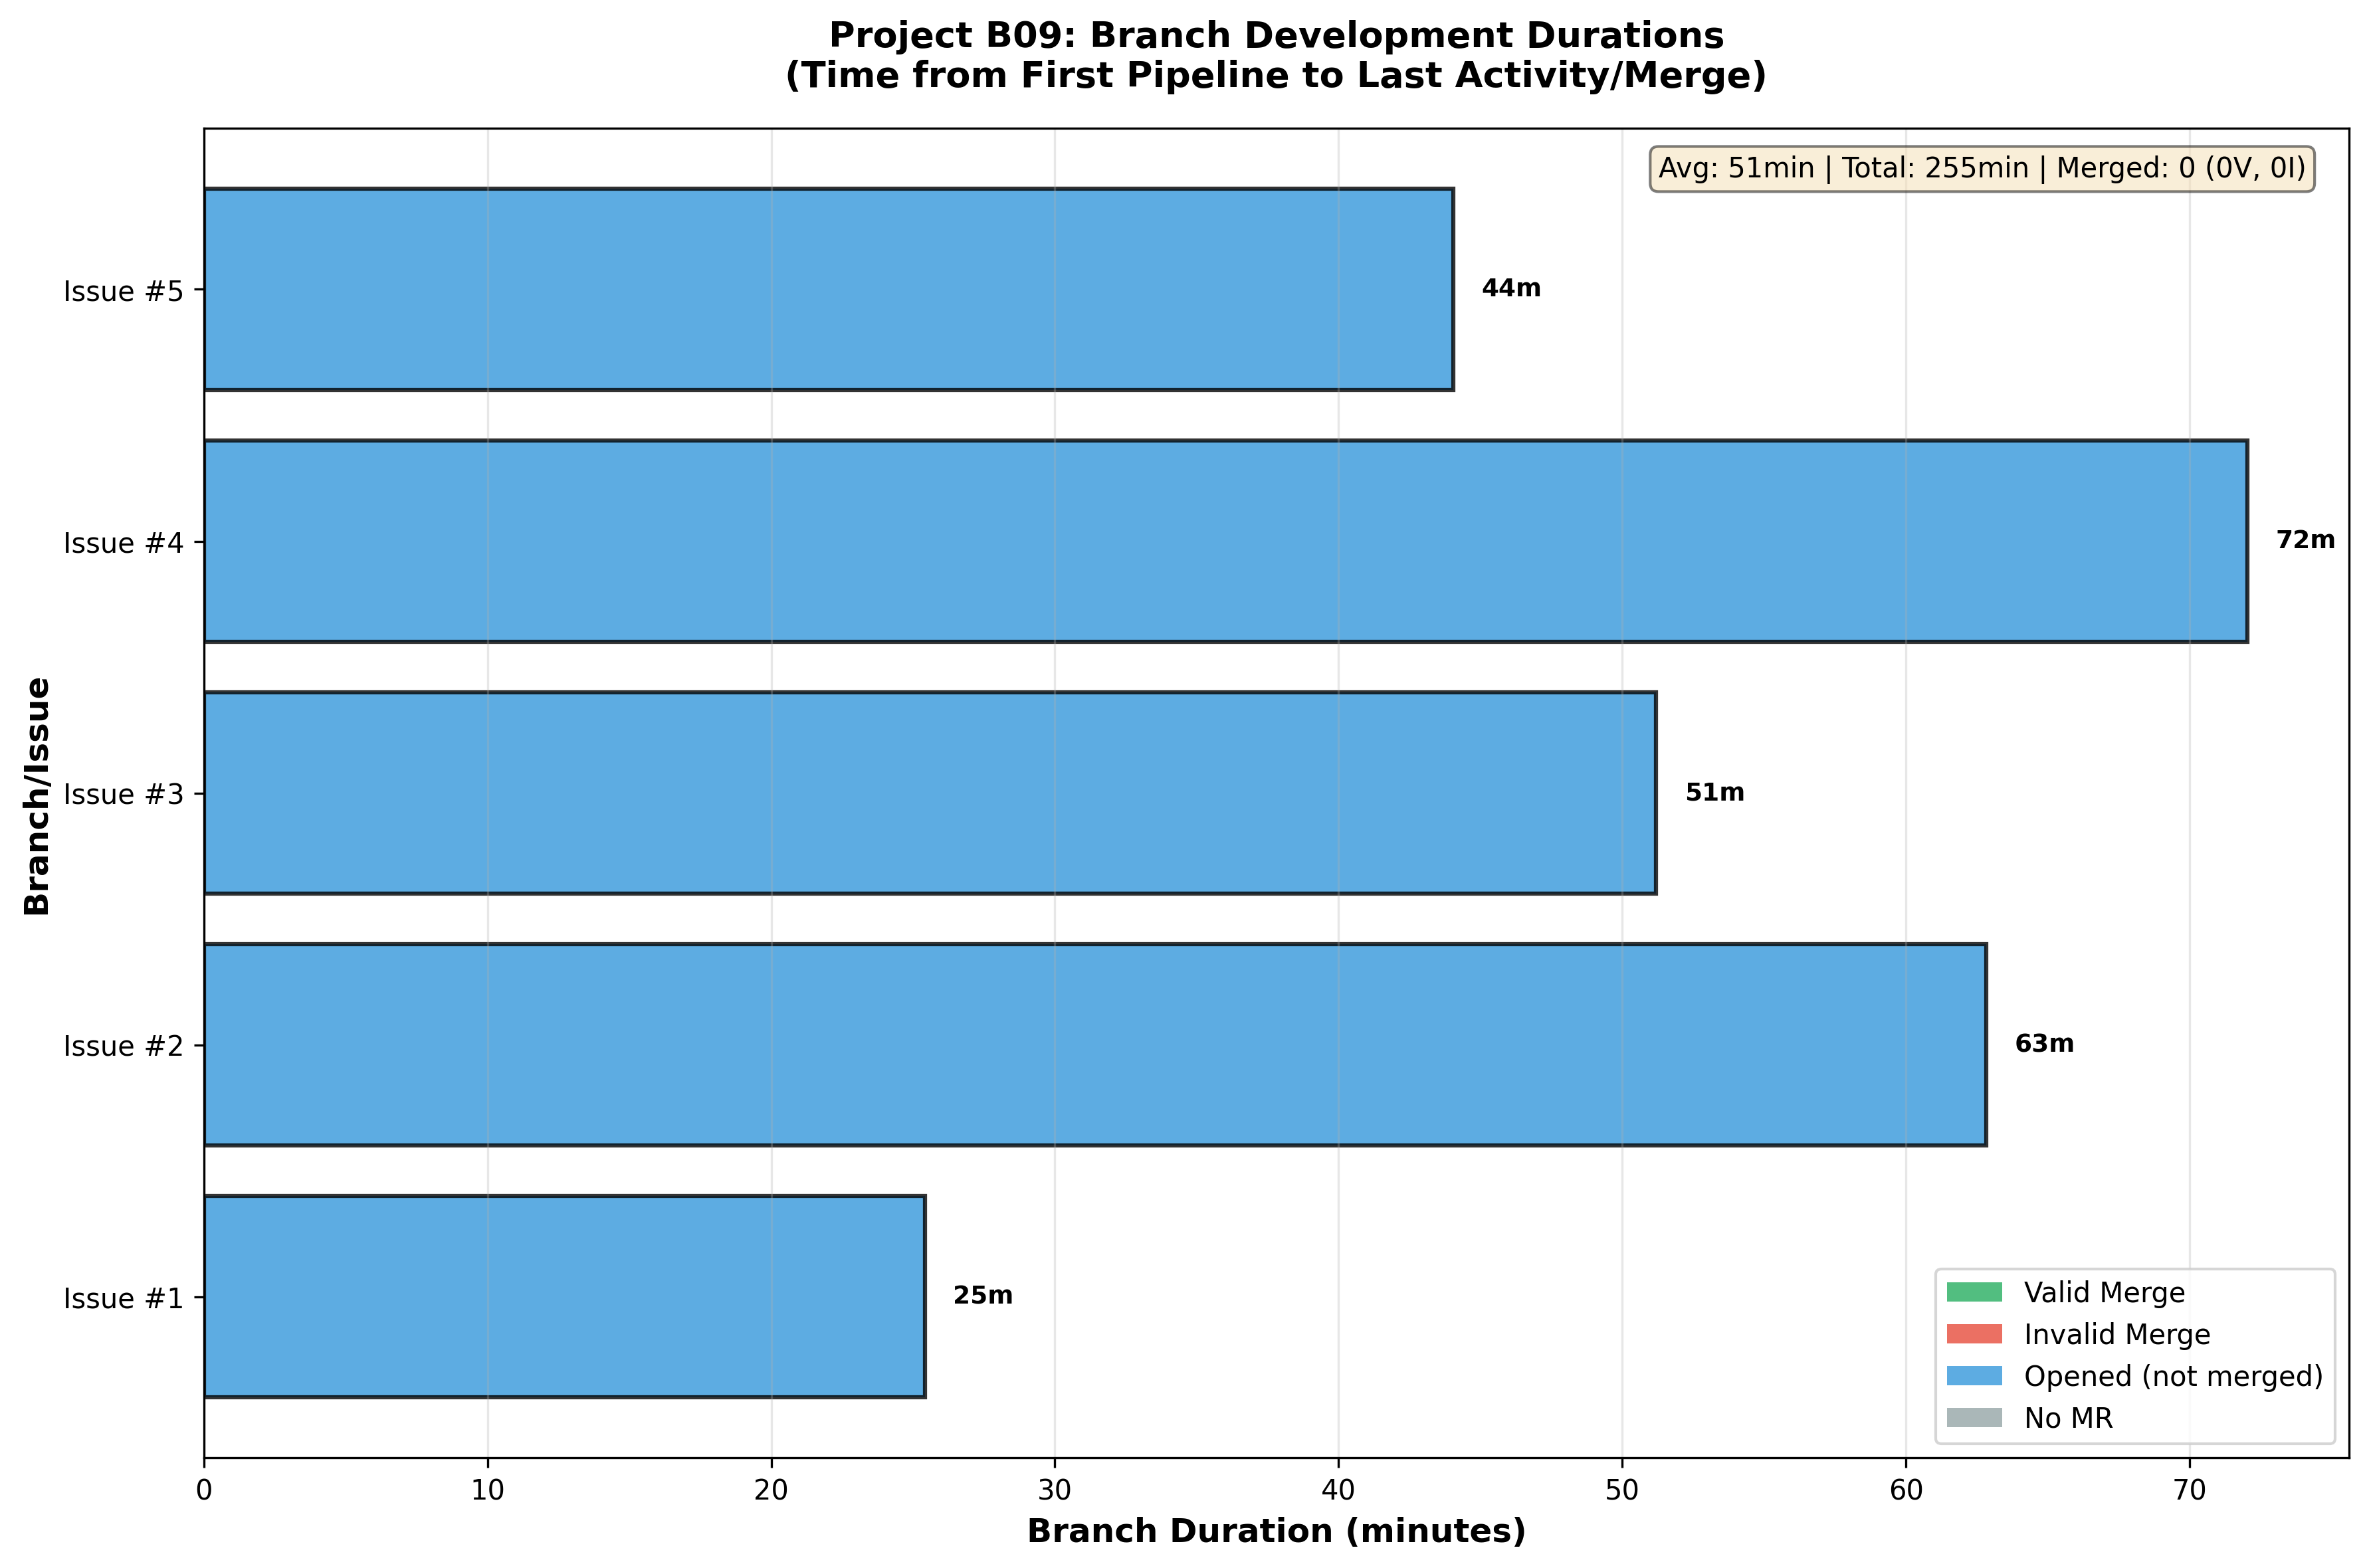 Project B09: Branch Development Durations
(Time from First Pipeline to Last Activity/Merge)
Avg: 51min | Total: 255min | Merged: 0 (0V, 0I)
Branch/Issue
Issue #5
44m
Issue #4
72m
Issue #3
51m
Issue #2
63m
Issue #1
25m
Valid Merge
Invalid Merge
Opened (not merged)
No MR
0 10 20 30 40 50 60 70
Branch Duration (minutes)